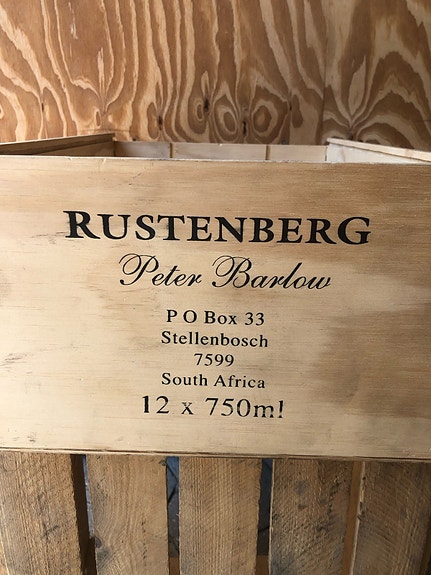 RUSTENBERG
Peter Barlow
P O Box 33
Stellenbosch
7599
South Africa
12 x 750ml